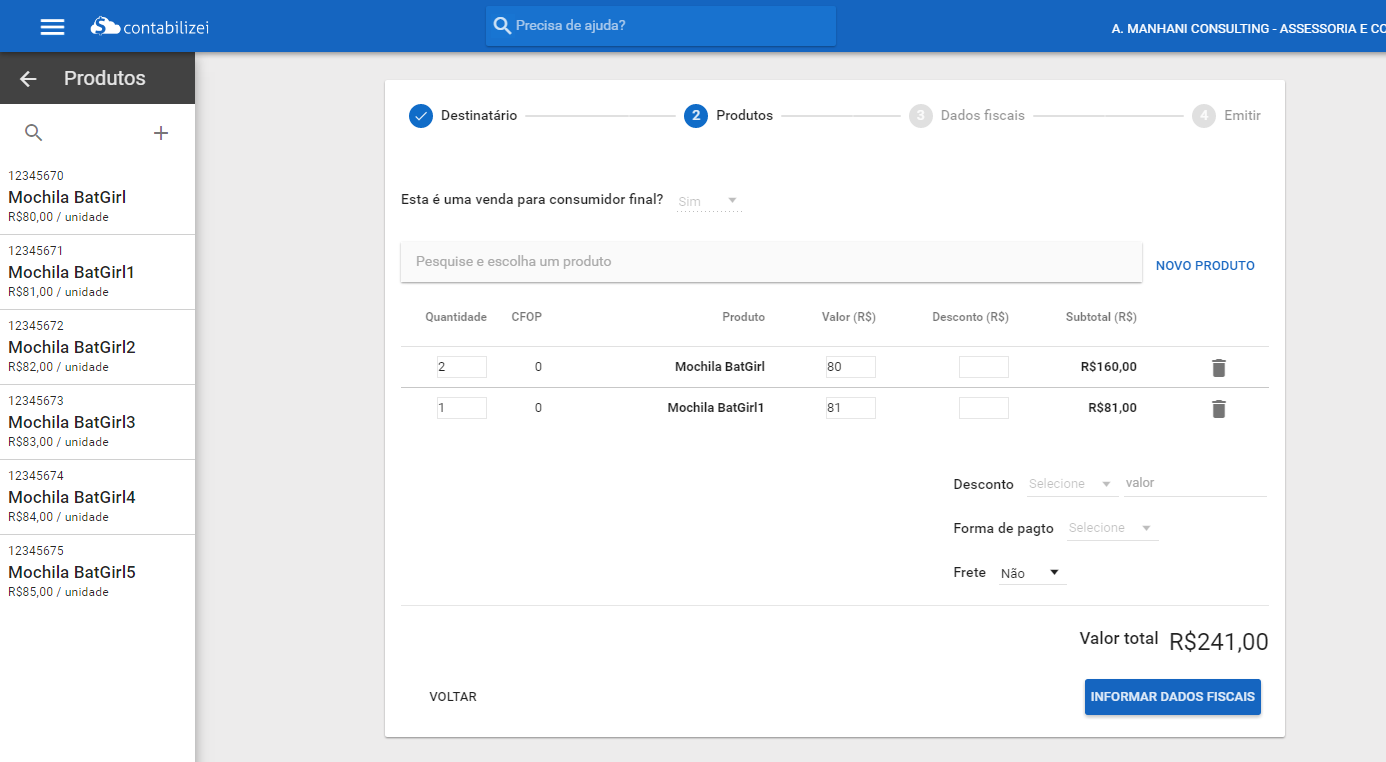 contabilizei
Precisa de ajuda?
A. MANHANI CONSULTING - ASSESSORIA E CO
Produtos
12345670
Mochila BatGirl
R$80,00 / unidade
12345671
Mochila BatGirl1
R$81,00 / unidade
12345672
Mochila BatGirl2
R$82,00 / unidade
12345673
Mochila BatGirl3
R$83,00 / unidade
12345674
Mochila BatGirl4
R$84,00 / unidade
12345675
Mochila BatGirl5
R$85,00 / unidade
Destinatário 2 Produtos 3 Dados fiscais 4 Emitir
Esta é uma venda para consumidor final? Sim
Pesquise e escolha um produto NOVO PRODUTO
Quantidade CFOP Produto Valor (R$) Desconto (R$) Subtotal (R$)
2 0 Mochila BatGirl 80 R$160,00
1 0 Mochila BatGirl1 81 R$81,00
Desconto Selecione valor
Forma de pagto Selecione
Frete Não
Valor total R$241,00
VOLTAR INFORMAR DADOS FISCAIS